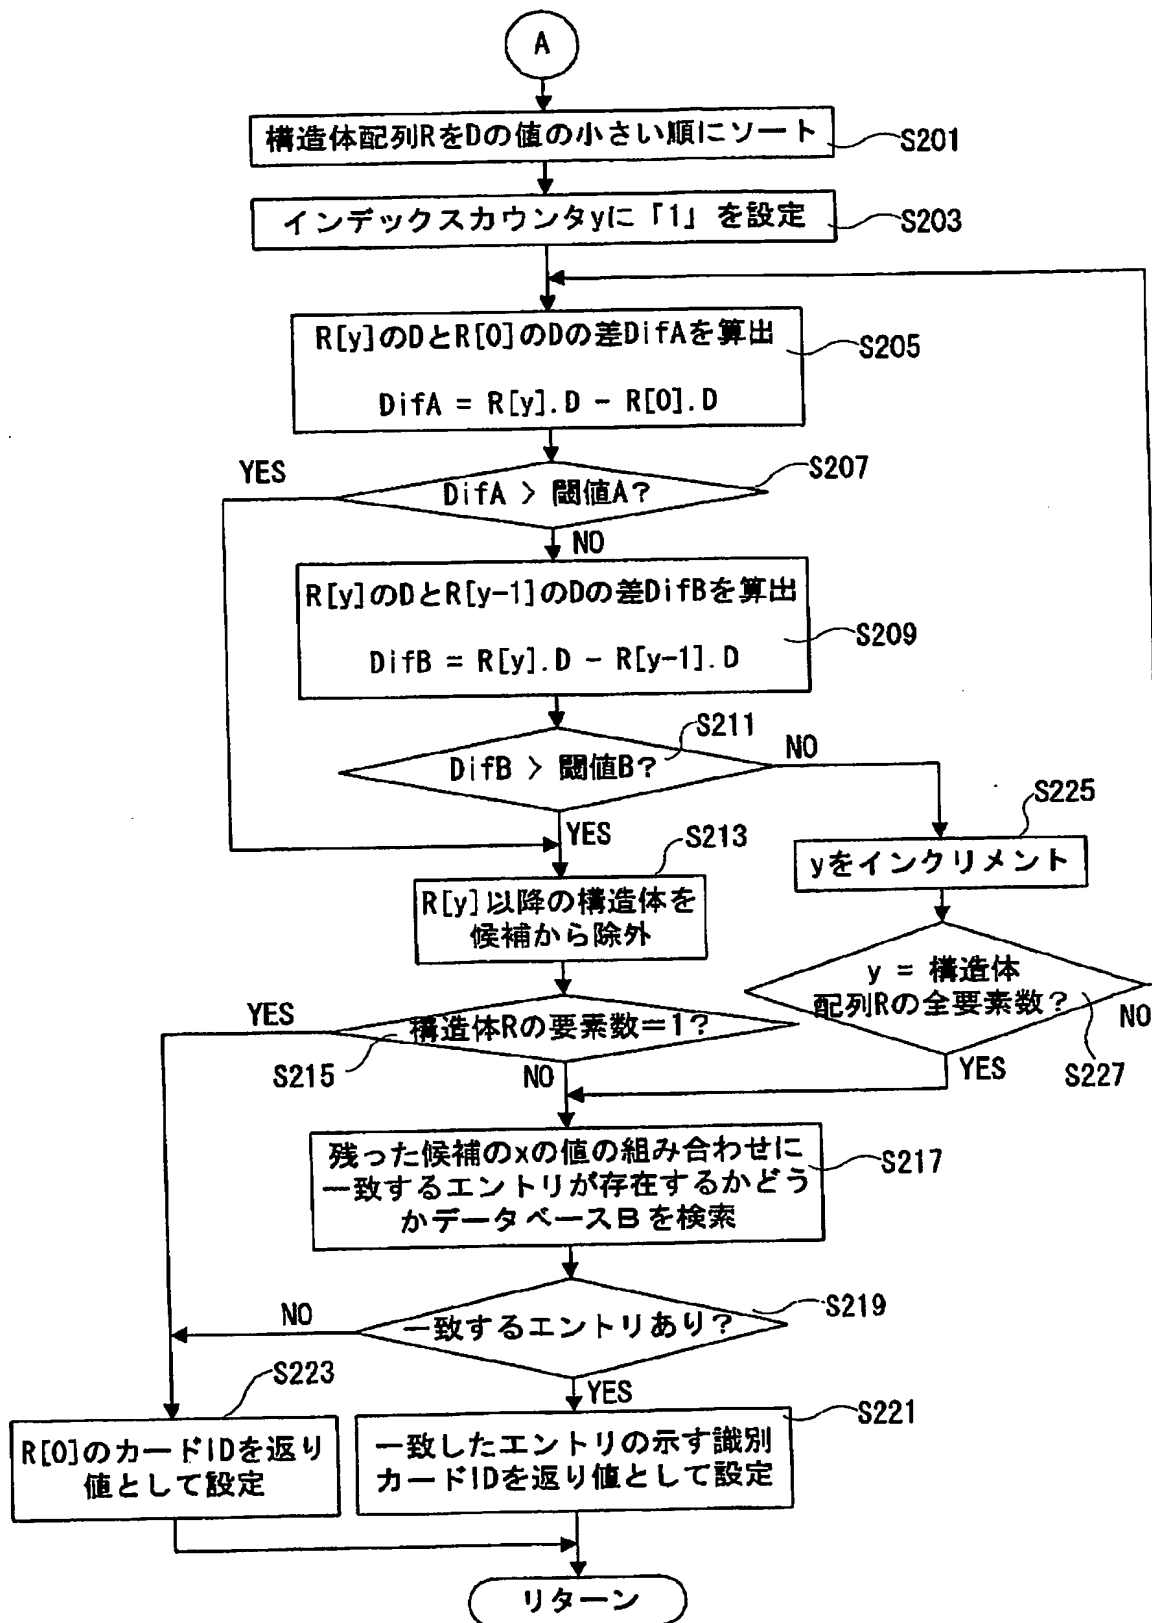 A
構造体配列RをDの値の小さい順にソート
S201
インデックスカウンタyに「1」を設定
S203
R[y]のDとR[0]のDの差DifAを算出
DifA = R[y].D - R[0].D
S205
YES
S207
DifA > 閾値A?
NO
R[y]のDとR[y-1]のDの差DifBを算出
DifB = R[y].D - R[y-1].D
S209
S211
DifB > 閾値B?
NO
YES
S225
yをインクリメント
S213
R[y]以降の構造体を
候補から除外
y = 構造体
配列Rの全要素数?
NO
YES
S227
YES
構造体Rの要素数=1?
S215
NO
残った候補のxの値の組み合わせに
一致するエントリが存在するかどう
かデータベースBを検索
S217
NO
一致するエントリあり?
S219
YES
S223
R[0]のカードIDを返り
値として設定
S221
一致したエントリの示す識別
カードIDを返り値として設定
リターン